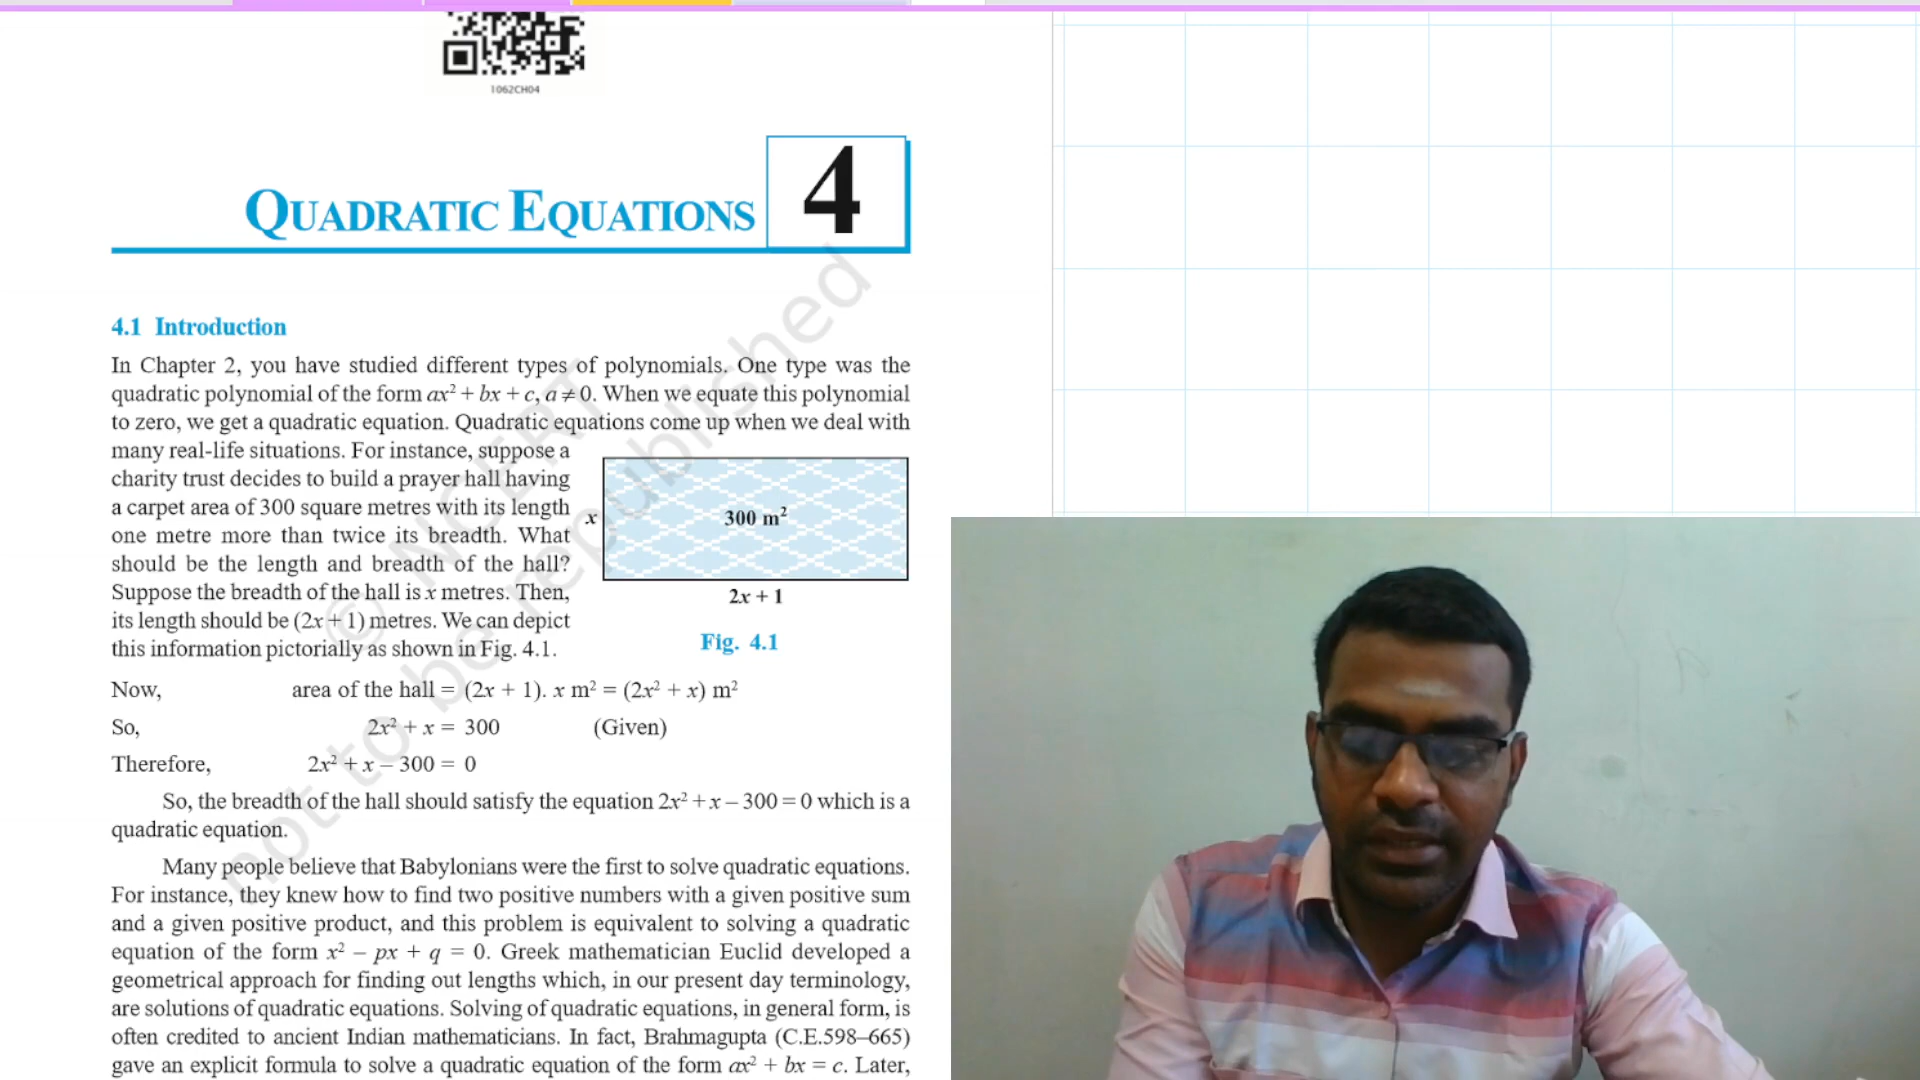 1062CH04
QUADRATIC EQUATIONS
4
4.1 Introduction
In Chapter 2, you have studied different types of polynomials. One type was the
quadratic polynomial of the form ax² + bx + c, a ≠ 0. When we equate this polynomial
to zero, we get a quadratic equation. Quadratic equations come up when we deal with
many real-life situations. For instance, suppose a
charity trust decides to build a prayer hall having
a carpet area of 300 square metres with its length
one metre more than twice its breadth. What
should be the length and breadth of the hall?
Suppose the breadth of the hall is x metres. Then,
its length should be (2x + 1) metres. We can depict
this information pictorially as shown in Fig. 4.1.
x
300 m²
2x + 1
Fig. 4.1
Now, area of the hall = (2x + 1). x m² = (2x² + x) m²
So, 2x² + x = 300 (Given)
Therefore, 2x² + x – 300 = 0
So, the breadth of the hall should satisfy the equation 2x² + x – 300 = 0 which is a
quadratic equation.
Many people believe that Babylonians were the first to solve quadratic equations.
For instance, they knew how to find two positive numbers with a given positive sum
and a given positive product, and this problem is equivalent to solving a quadratic
equation of the form x² – px + q = 0. Greek mathematician Euclid developed a
geometrical approach for finding out lengths which, in our present day terminology,
are solutions of quadratic equations. Solving of quadratic equations, in general form, is
often credited to ancient Indian mathematicians. In fact, Brahmagupta (C.E.598–665)
gave an explicit formula to solve a quadratic equation of the form ax² + bx = c. Later,
© NCERT
not to be republished